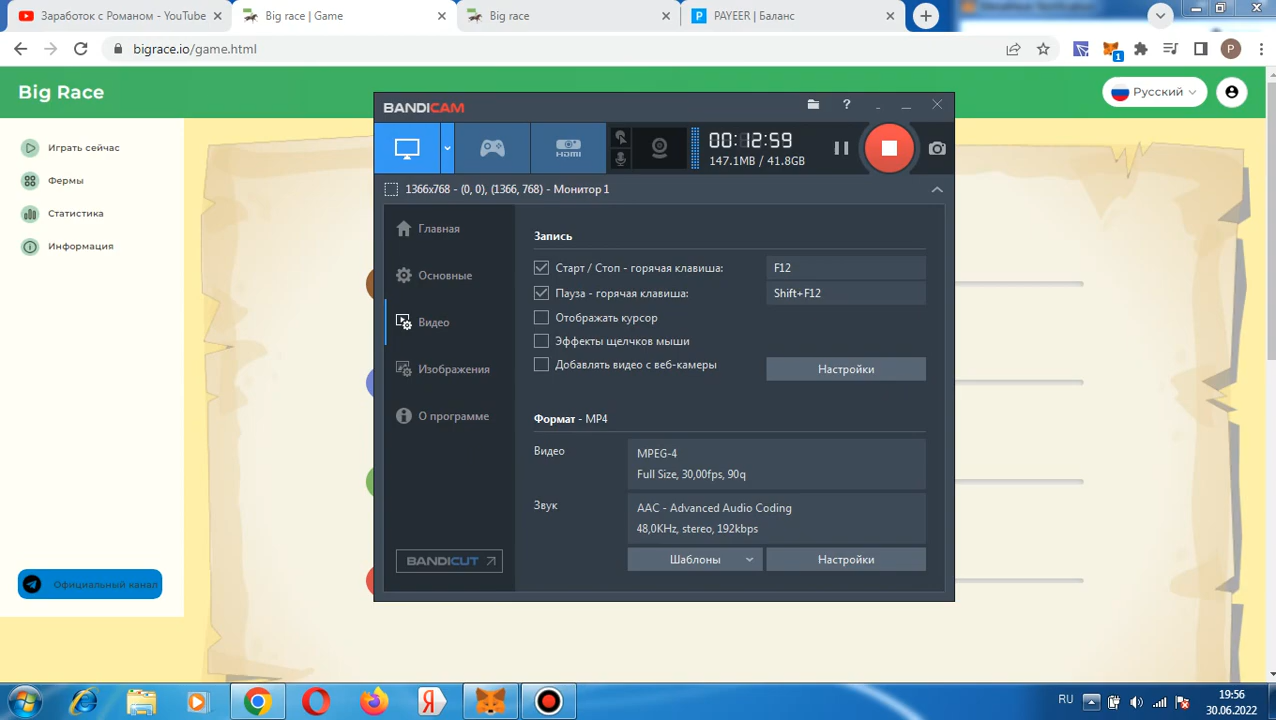 Заработок с Романом - YouTube
Big race | Game
Big race
PAYEER | Баланс
bigrace.io/game.html
1
P
Big Race
Русский
Играть сейчас
Фермы
Статистика
Информация
Официальный канал
BANDICAM
?
HDMI
00:12:59
147.1MB / 41.8GB
1366x768 - (0, 0), (1366, 768) - Монитор 1
Главная
Основные
Видео
Изображения
О программе
BANDICUT
Запись
Старт / Стоп - горячая клавиша:
F12
Пауза - горячая клавиша:
Shift+F12
Отображать курсор
Эффекты щелчков мыши
Добавлять видео с веб-камеры
Настройки
Формат - MP4
Видео
MPEG-4
Full Size, 30,00fps, 90q
Звук
AAC - Advanced Audio Coding
48,0KHz, stereo, 192kbps
Шаблоны
Настройки
RU
19:56
30.06.2022